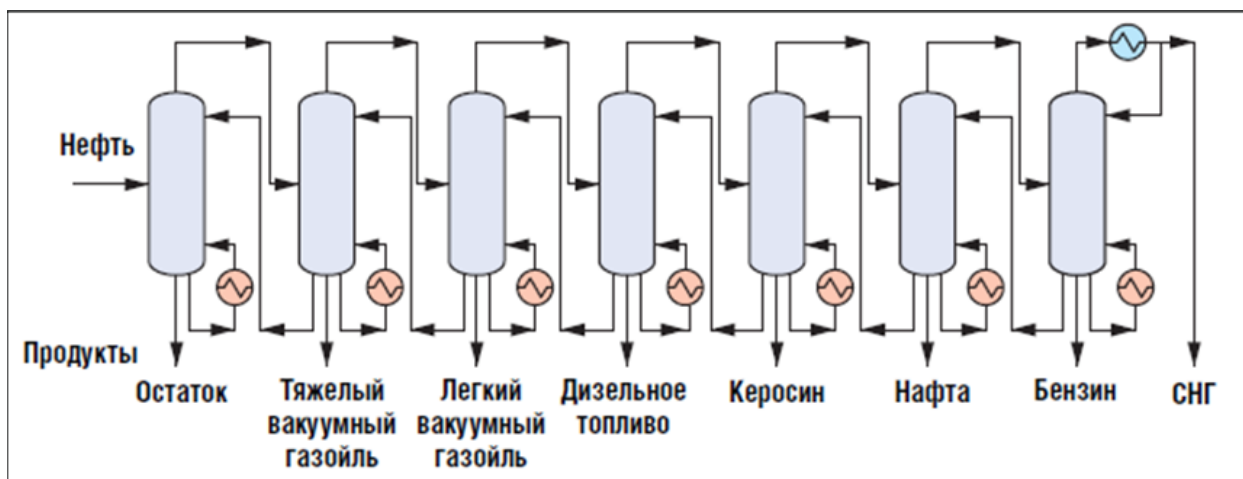 Нефть
Продукты
Остаток
Тяжелый
вакуумный
газойль
Легкий
вакуумный
газойль
Дизельное
топливо
Керосин
Нафта
Бензин
СНГ